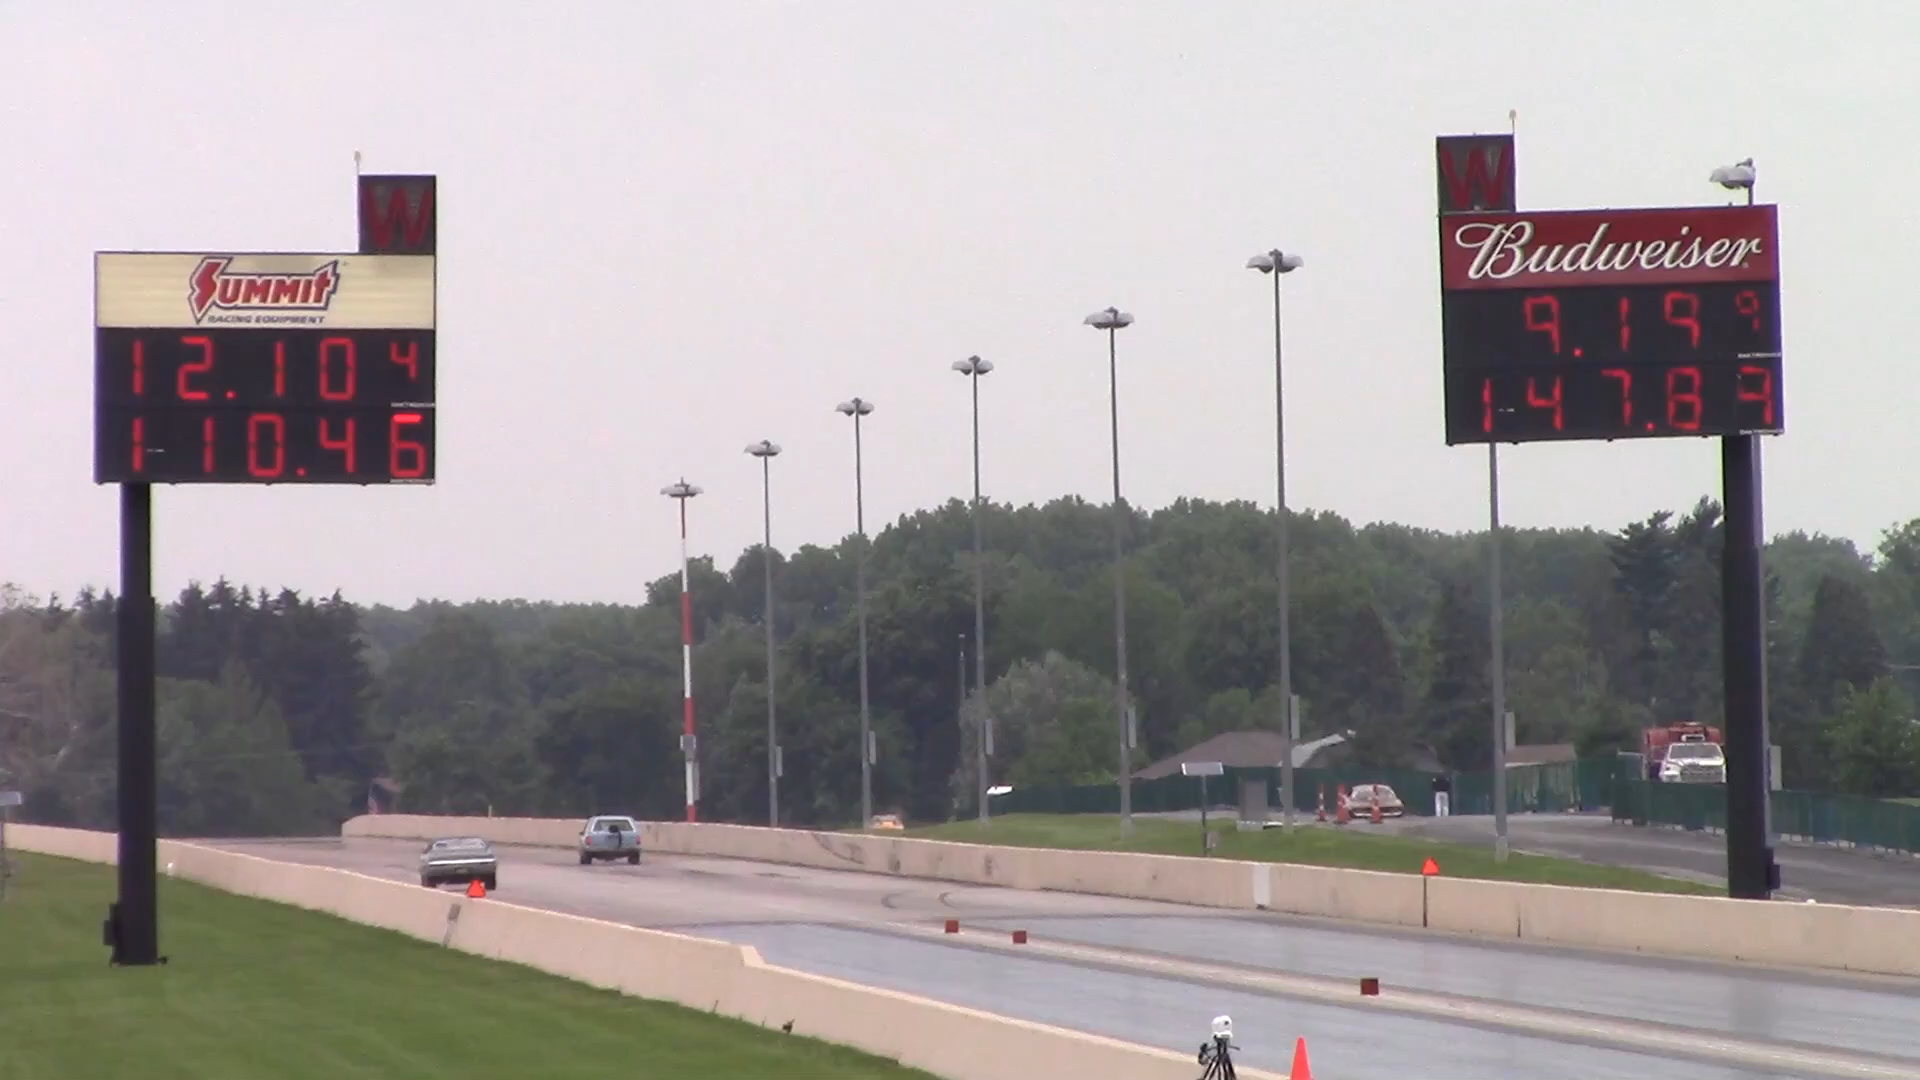 W
SUMMIT
RACING EQUIPMENT
12.104
110.46
W
Budweiser
9.199
147.89